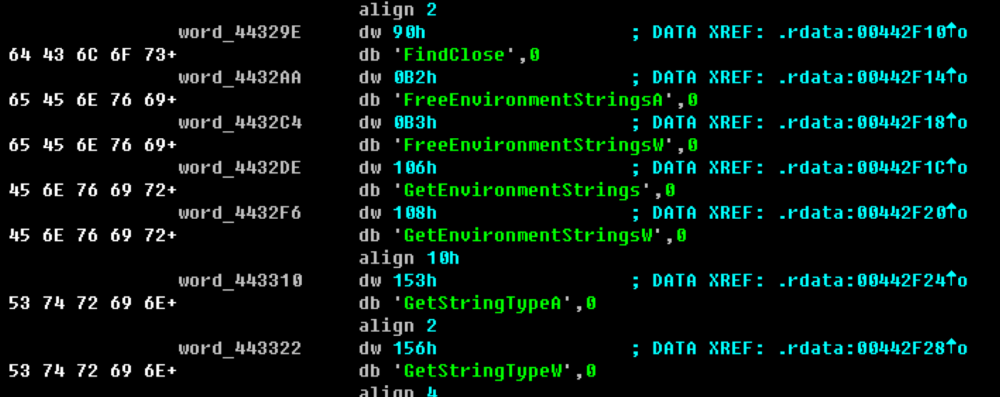 align 2
word_44329E dw 90h ; DATA XREF: .rdata:00442F10↑o
64 43 6C 6F 73+ db 'FindClose',0
word_4432AA dw 0B2h ; DATA XREF: .rdata:00442F14↑o
65 45 6E 76 69+ db 'FreeEnvironmentStringsA',0
word_4432C4 dw 0B3h ; DATA XREF: .rdata:00442F18↑o
65 45 6E 76 69+ db 'FreeEnvironmentStringsW',0
word_4432DE dw 106h ; DATA XREF: .rdata:00442F1C↑o
45 6E 76 69 72+ db 'GetEnvironmentStrings',0
word_4432F6 dw 108h ; DATA XREF: .rdata:00442F20↑o
45 6E 76 69 72+ db 'GetEnvironmentStringsW',0
align 10h
word_443310 dw 153h ; DATA XREF: .rdata:00442F24↑o
53 74 72 69 6E+ db 'GetStringTypeA',0
align 2
word_443322 dw 156h ; DATA XREF: .rdata:00442F28↑o
53 74 72 69 6E+ db 'GetStringTypeW',0
align 4